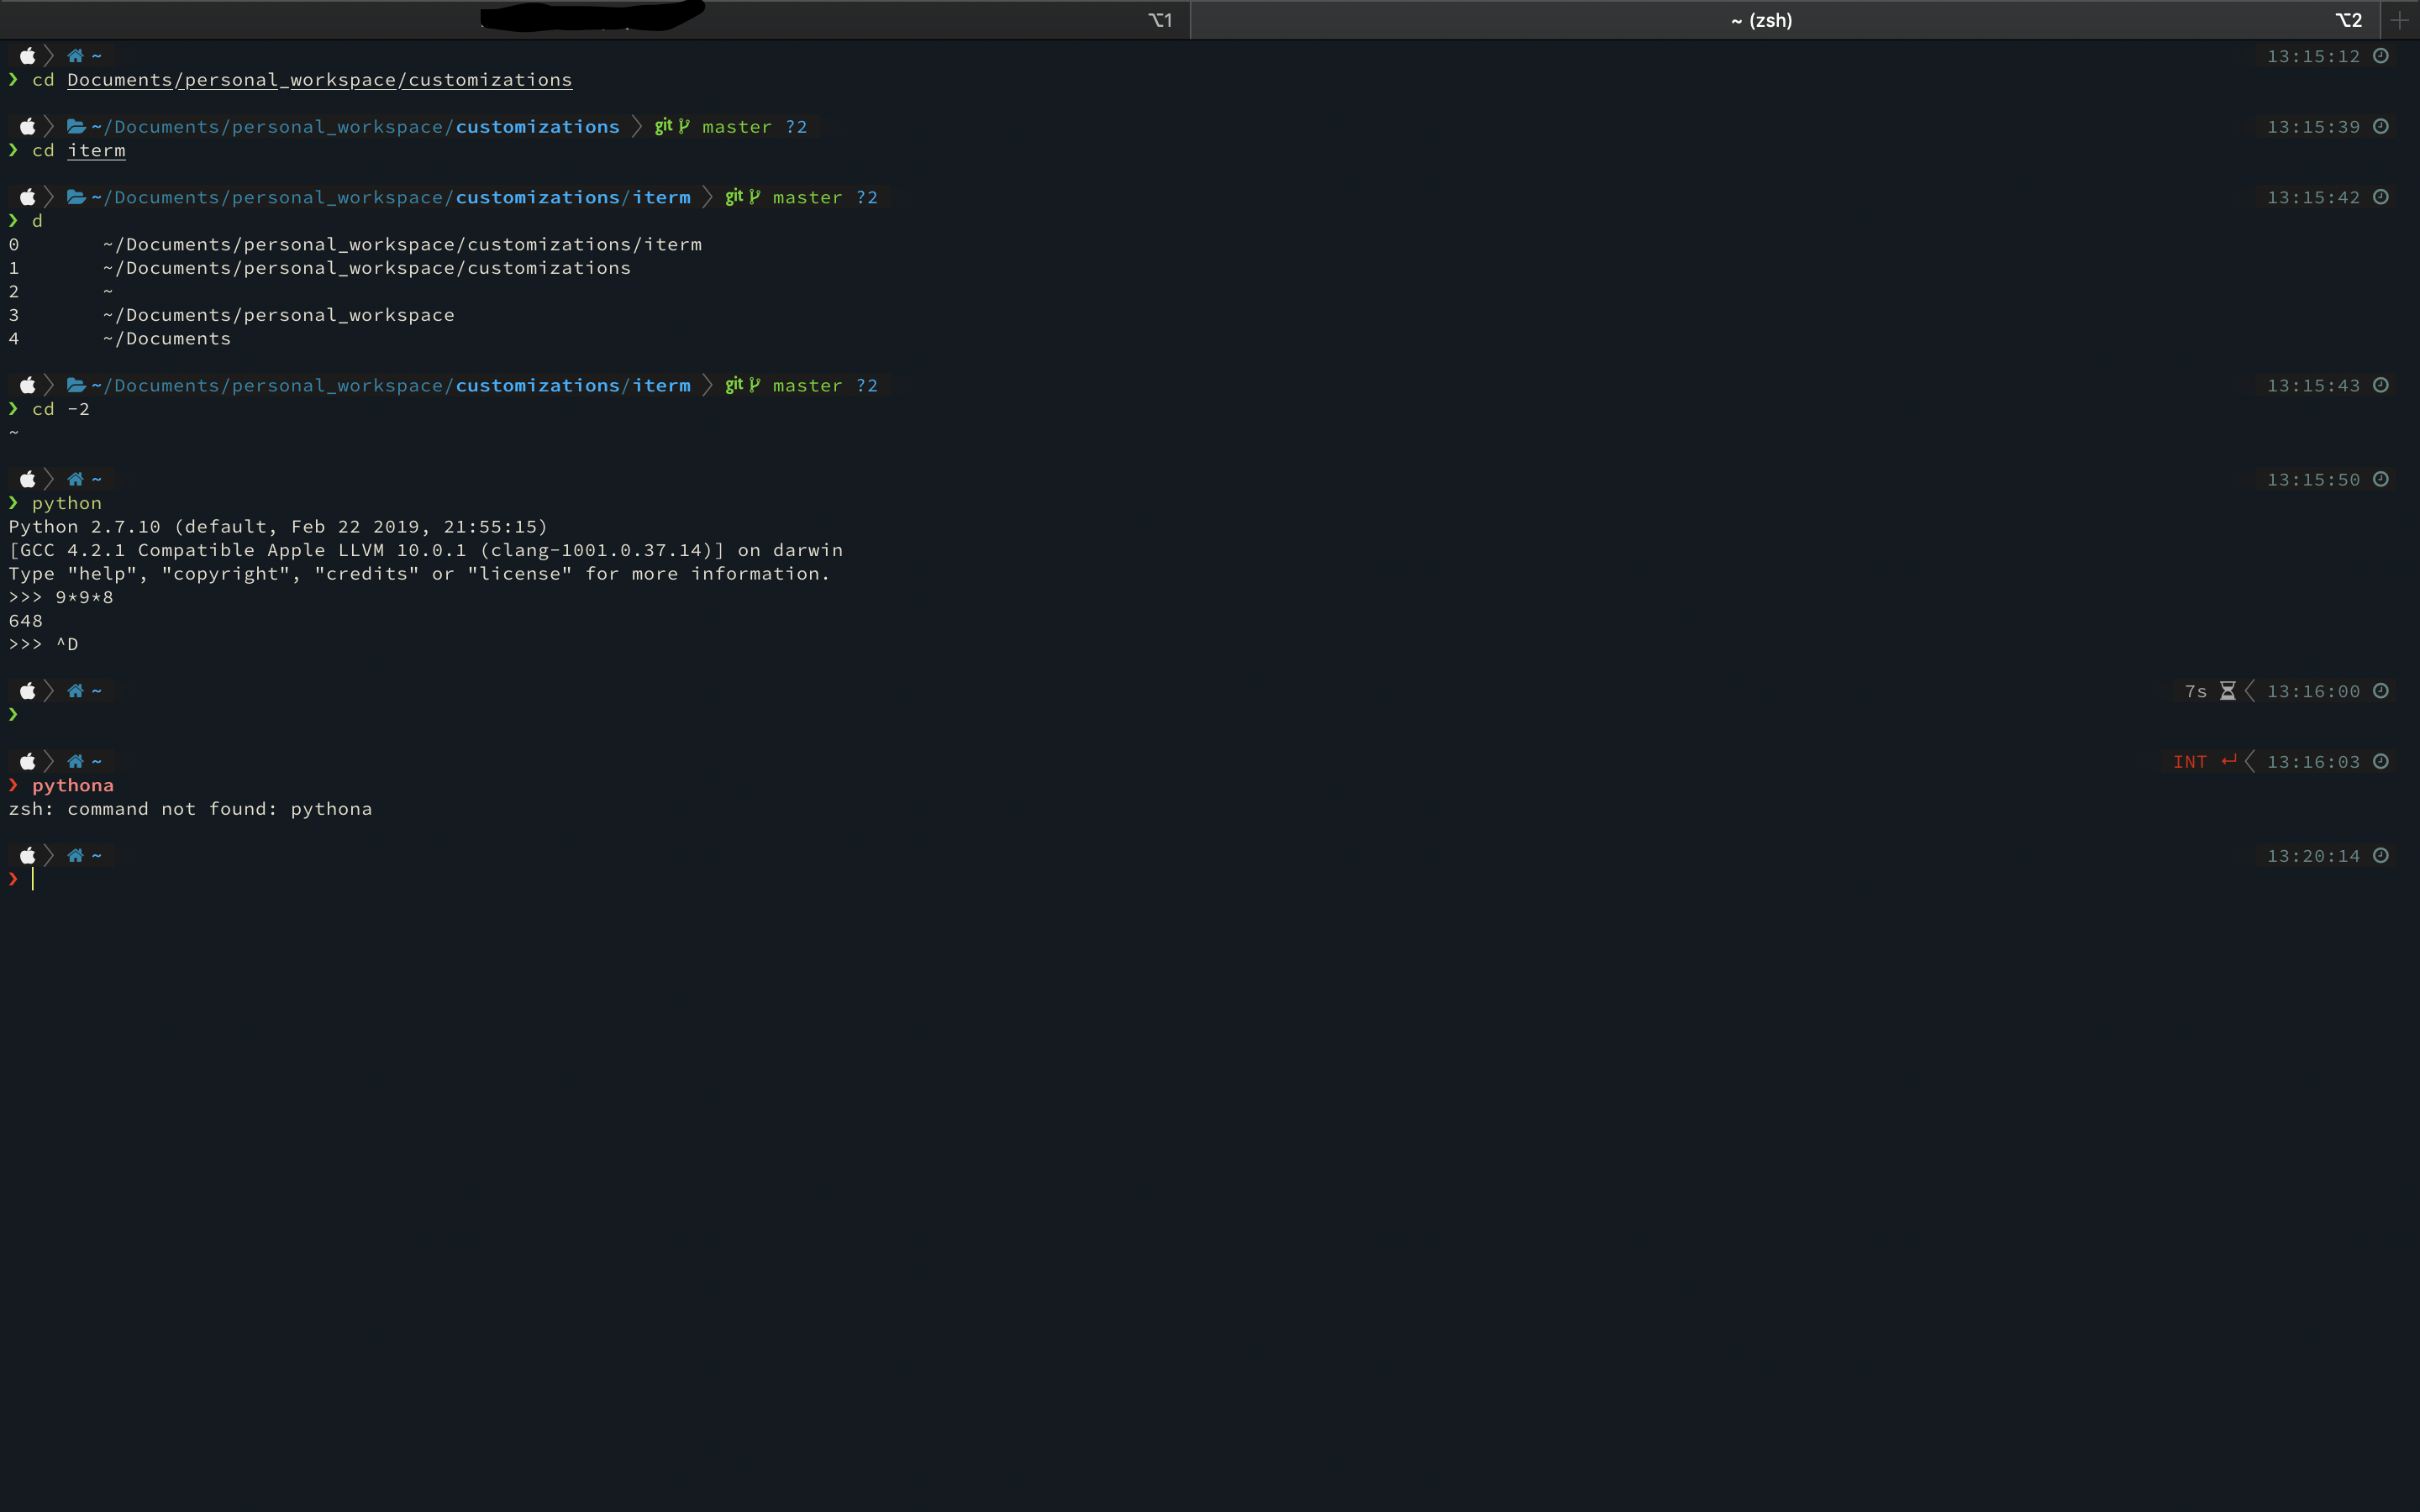 ⌥1 ~ (zsh) ⌥2 +
~ 13:15:12
❯ cd Documents/personal_workspace/customizations
~/Documents/personal_workspace/customizations git master ?2 13:15:39
❯ cd iterm
~/Documents/personal_workspace/customizations/iterm git master ?2 13:15:42
❯ d
0 ~/Documents/personal_workspace/customizations/iterm
1 ~/Documents/personal_workspace/customizations
2 ~
3 ~/Documents/personal_workspace
4 ~/Documents
~/Documents/personal_workspace/customizations/iterm git master ?2 13:15:43
❯ cd -2
~
~ 13:15:50
❯ python
Python 2.7.10 (default, Feb 22 2019, 21:55:15)
[GCC 4.2.1 Compatible Apple LLVM 10.0.1 (clang-1001.0.37.14)] on darwin
Type "help", "copyright", "credits" or "license" for more information.
>>> 9*9*8
648
>>> ^D
~ 7s 13:16:00
❯
~ INT ↵ 13:16:03
❯ pythona
zsh: command not found: pythona
~ 13:20:14
❯